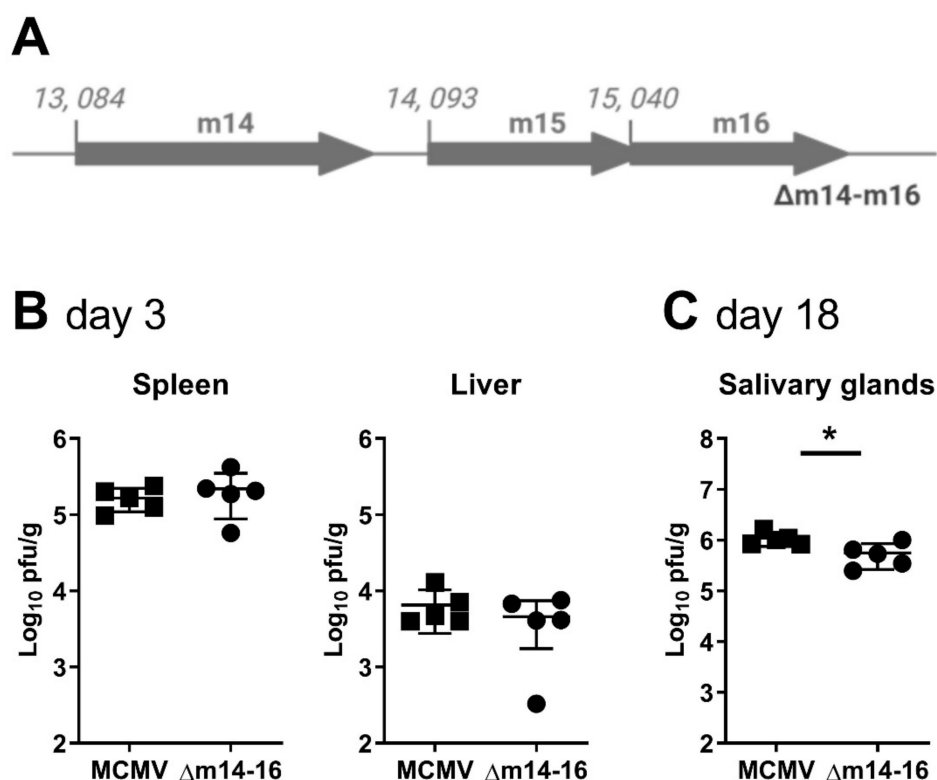 A
13, 084 14, 093 15, 040
m14 m15 m16
Δm14-m16
B day 3
C day 18
Spleen
Liver
Salivary glands
Log10 pfu/g
6
5
4
3
2
MCMV Δm14-16
Log10 pfu/g
6
5
4
3
2
MCMV Δm14-16
Log10 pfu/g
8
7
6
5
4
3
2
*
MCMV Δm14-16